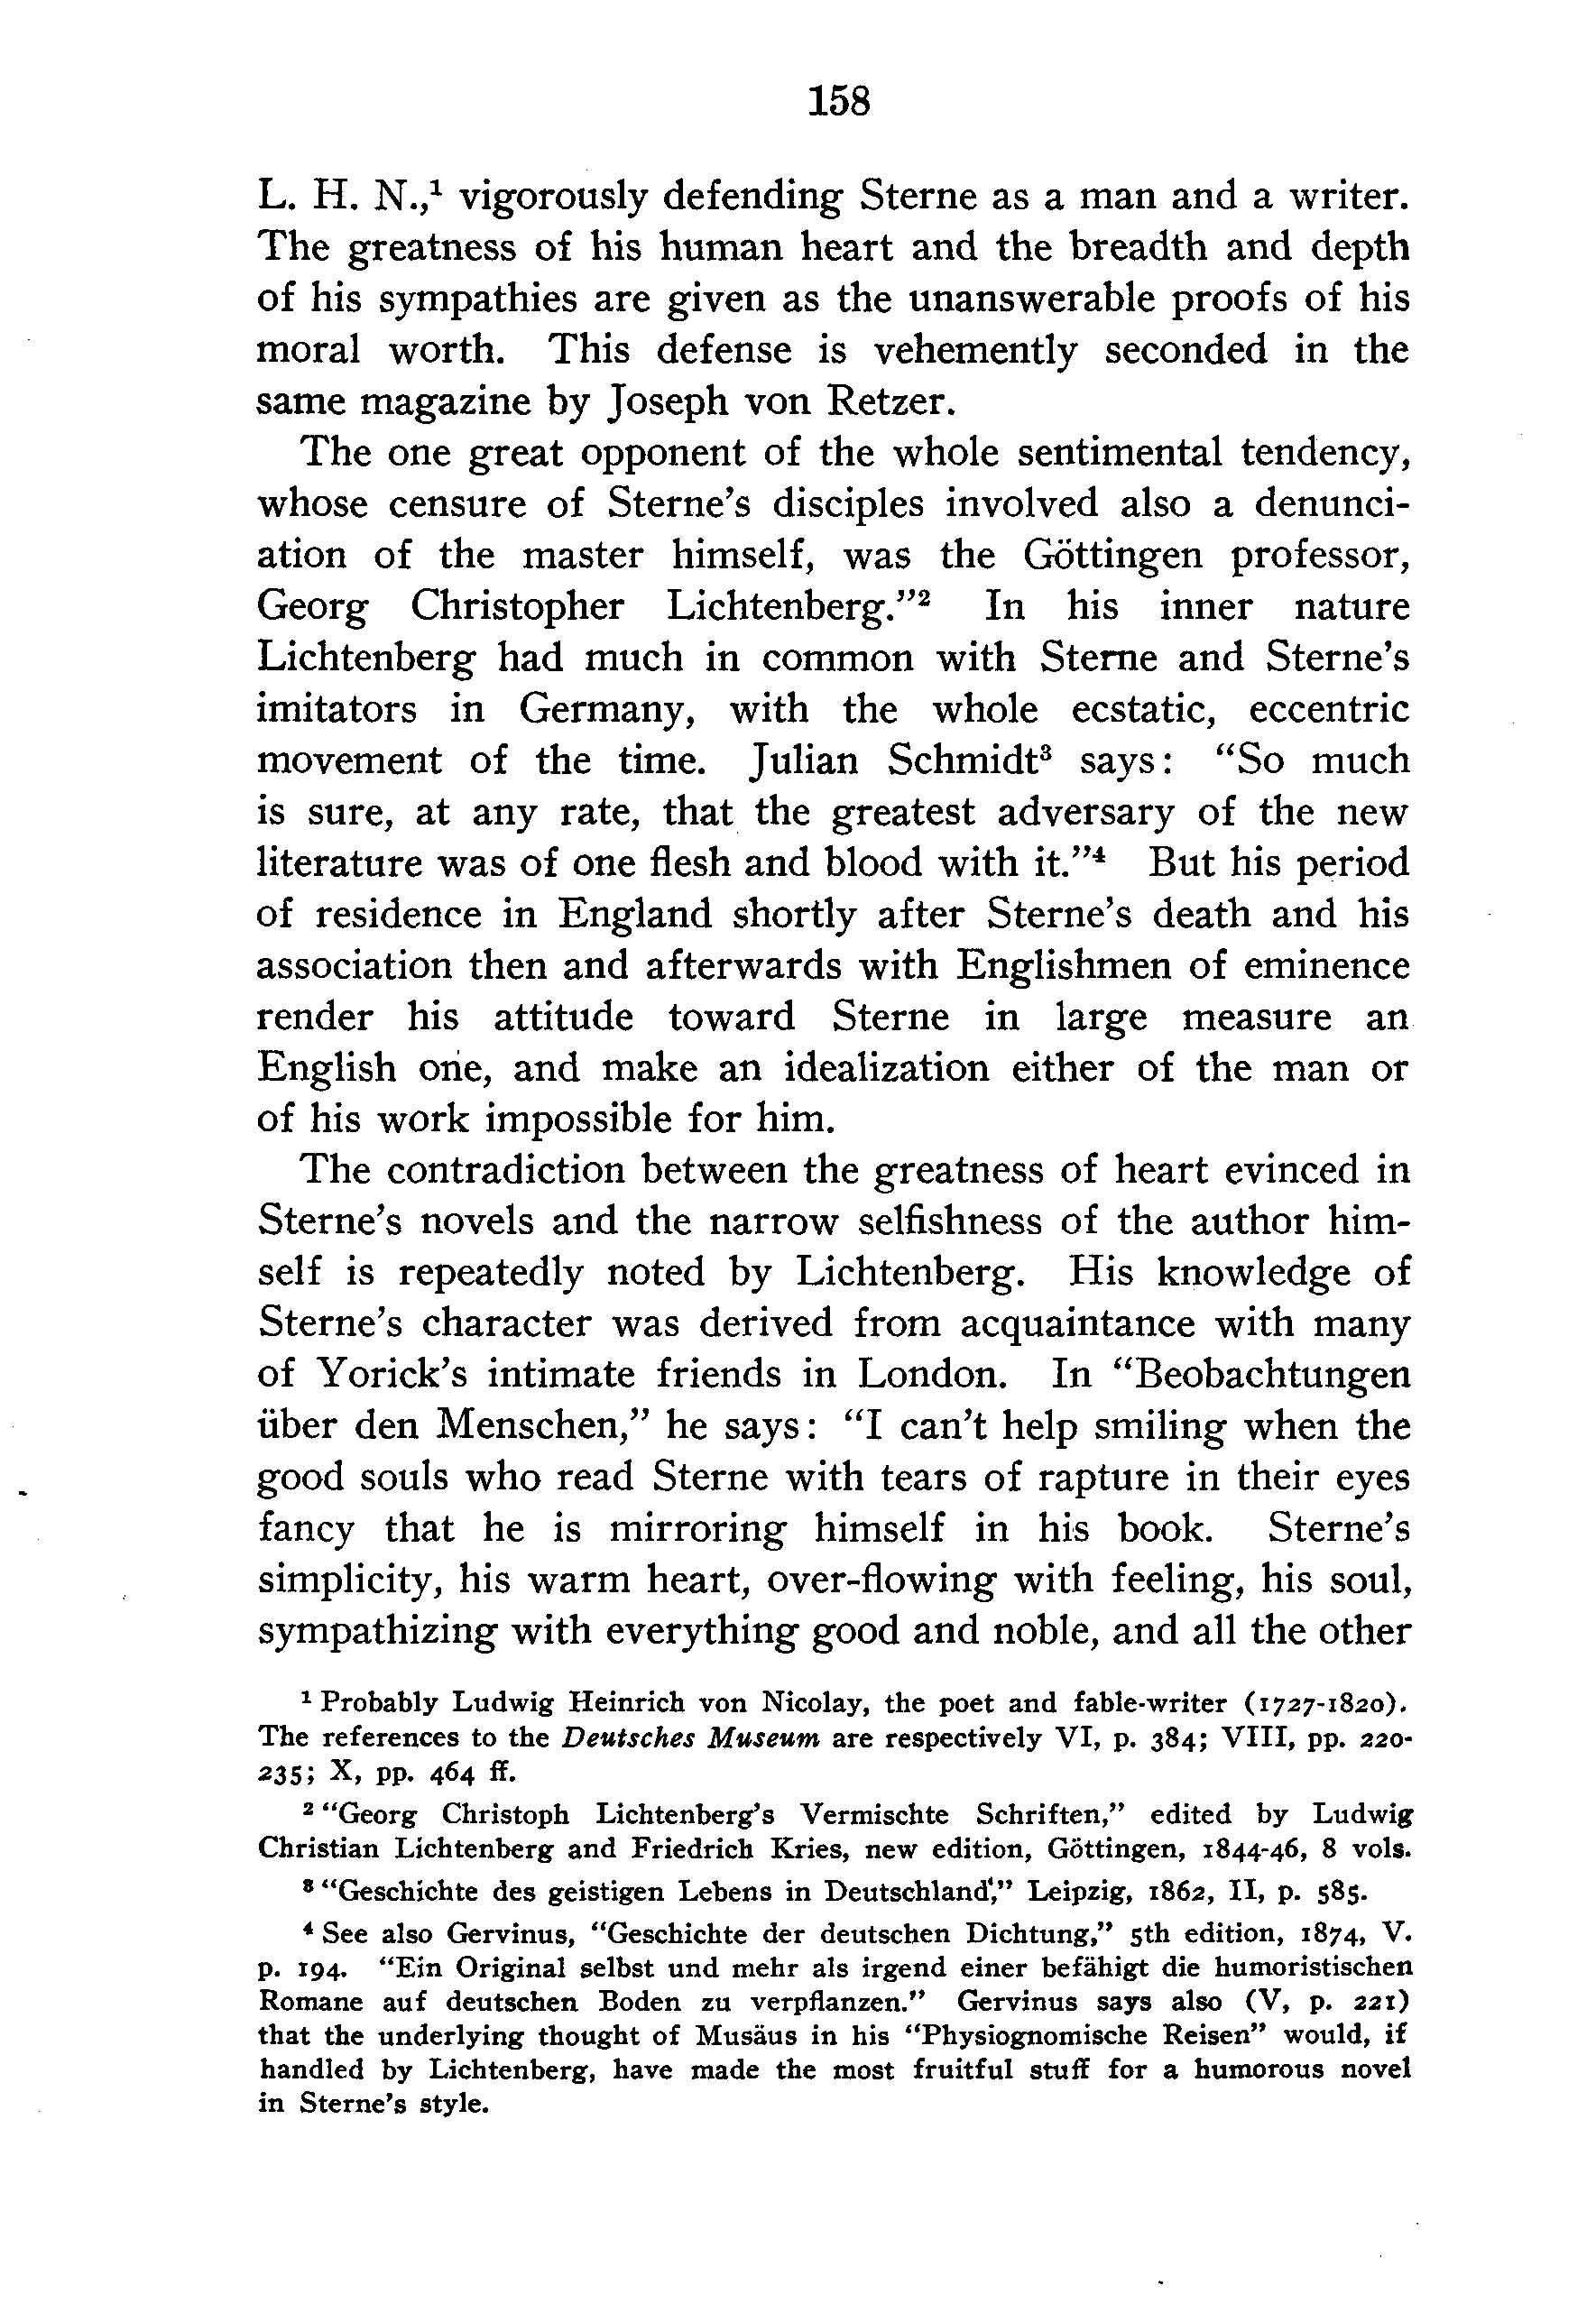 158
L. H. N.,¹ vigorously defending Sterne as a man and a writer.
The greatness of his human heart and the breadth and depth
of his sympathies are given as the unanswerable proofs of his
moral worth. This defense is vehemently seconded in the
same magazine by Joseph von Retzer.
The one great opponent of the whole sentimental tendency,
whose censure of Sterne’s disciples involved also a denunci-
ation of the master himself, was the Göttingen professor,
Georg Christopher Lichtenberg.”² In his inner nature
Lichtenberg had much in common with Sterne and Sterne’s
imitators in Germany, with the whole ecstatic, eccentric
movement of the time. Julian Schmidt³ says: “So much
is sure, at any rate, that the greatest adversary of the new
literature was of one flesh and blood with it.”⁴ But his period
of residence in England shortly after Sterne’s death and his
association then and afterwards with Englishmen of eminence
render his attitude toward Sterne in large measure an
English one, and make an idealization either of the man or
of his work impossible for him.
The contradiction between the greatness of heart evinced in
Sterne’s novels and the narrow selfishness of the author him-
self is repeatedly noted by Lichtenberg. His knowledge of
Sterne’s character was derived from acquaintance with many
of Yorick’s intimate friends in London. In “Beobachtungen
über den Menschen,” he says: “I can’t help smiling when the
good souls who read Sterne with tears of rapture in their eyes
fancy that he is mirroring himself in his book. Sterne’s
simplicity, his warm heart, over-flowing with feeling, his soul,
sympathizing with everything good and noble, and all the other
¹ Probably Ludwig Heinrich von Nicolay, the poet and fable-writer (1727-1820).
The references to the Deutsches Museum are respectively VI, p. 384; VIII, pp. 220-
235; X, pp. 464 ff.
² “Georg Christoph Lichtenberg’s Vermischte Schriften,” edited by Ludwig
Christian Lichtenberg and Friedrich Kries, new edition, Göttingen, 1844-46, 8 vols.
³ “Geschichte des geistigen Lebens in Deutschland,” Leipzig, 1862, II, p. 585.
⁴ See also Gervinus, “Geschichte der deutschen Dichtung,” 5th edition, 1874, V.
p. 194. “Ein Original selbst und mehr als irgend einer befähigt die humoristischen
Romane auf deutschen Boden zu verpflanzen.” Gervinus says also (V, p. 221)
that the underlying thought of Musäus in his “Physiognomische Reisen” would, if
handled by Lichtenberg, have made the most fruitful stuff for a humorous novel
in Sterne’s style.